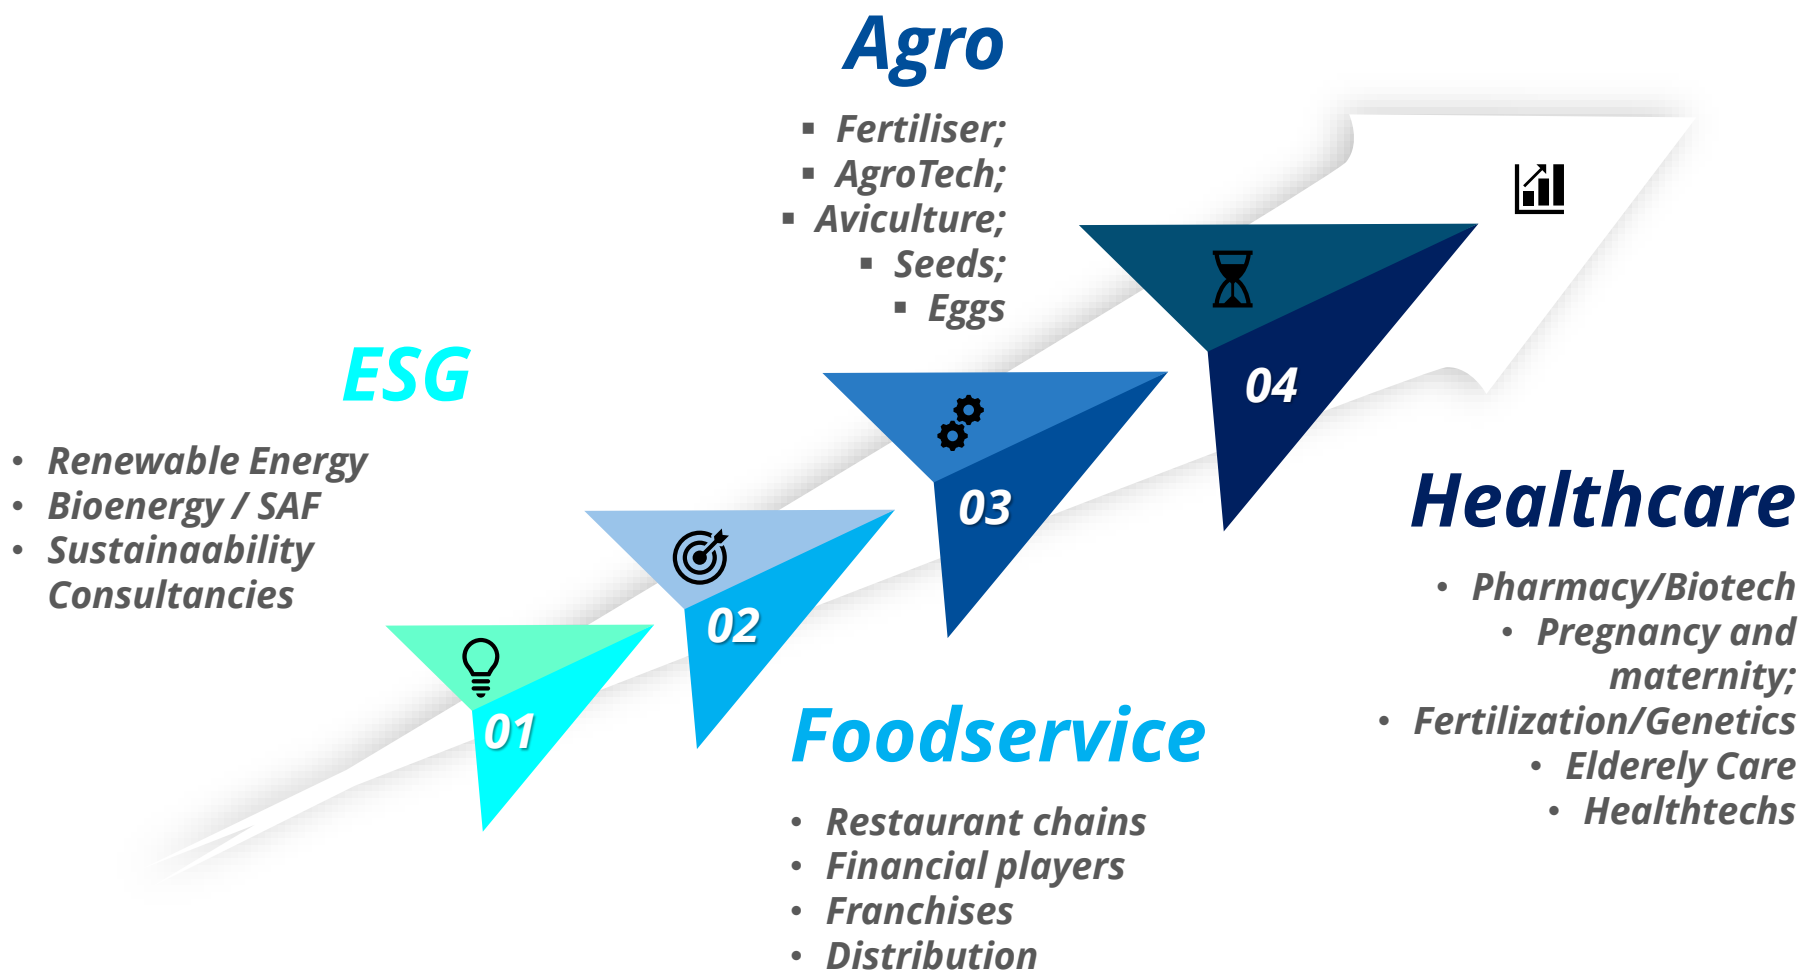 Agro
▪ Fertiliser;
▪ AgroTech;
▪ Aviculture;
▪ Seeds;
▪ Eggs
ESG
• Renewable Energy
• Bioenergy / SAF
• Sustainaability
Consultancies
01
02
03
04
Foodservice
• Restaurant chains
• Financial players
• Franchises
• Distribution
Healthcare
• Pharmacy/Biotech
• Pregnancy and
maternity;
• Fertilization/Genetics
• Elderely Care
• Healthtechs